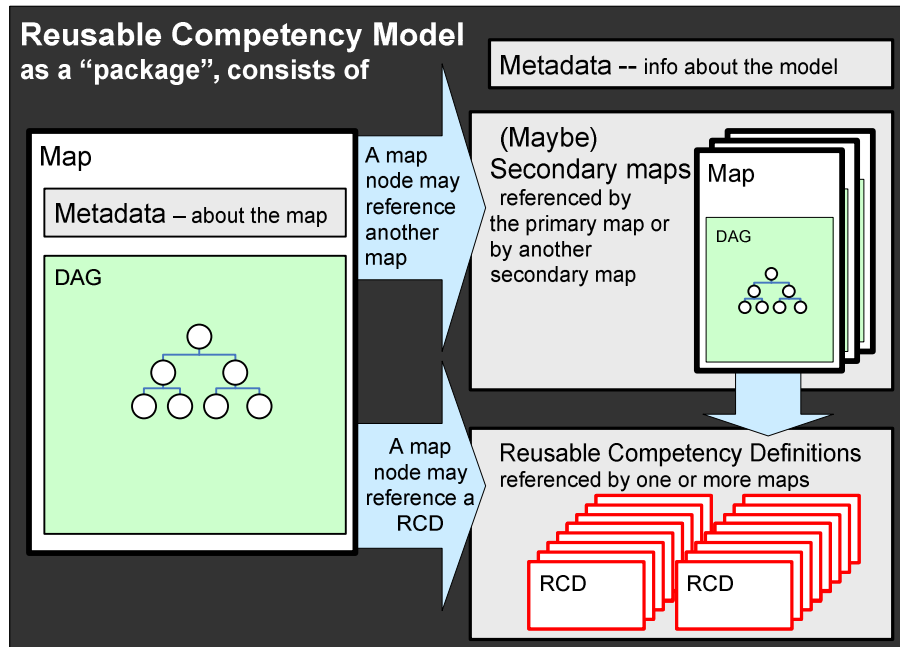 Reusable Competency Model
as a “package”, consists of
Metadata -- info about the model
Map
Metadata – about the map
DAG
A map
node may
reference
another
map
(Maybe)
Secondary maps
referenced by
the primary map or
by another
secondary map
Map
DAG
A map
node may
reference a
RCD
Reusable Competency Definitions
referenced by one or more maps
RCD
RCD